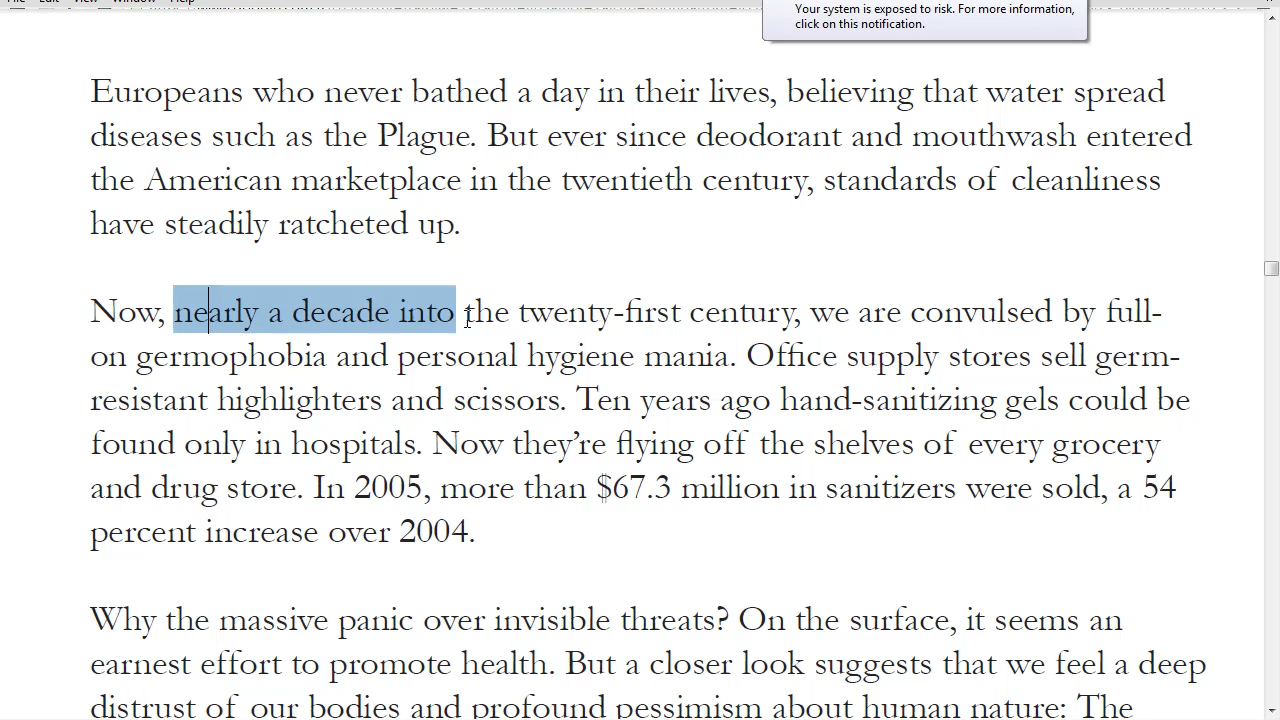 File Edit View Window Help
Your system is exposed to risk. For more information,
click on this notification.
Europeans who never bathed a day in their lives, believing that water spread
diseases such as the Plague. But ever since deodorant and mouthwash entered
the American marketplace in the twentieth century, standards of cleanliness
have steadily ratcheted up.
Now, nearly a decade into the twenty-first century, we are convulsed by full-
on germophobia and personal hygiene mania. Office supply stores sell germ-
resistant highlighters and scissors. Ten years ago hand-sanitizing gels could be
found only in hospitals. Now they’re flying off the shelves of every grocery
and drug store. In 2005, more than $67.3 million in sanitizers were sold, a 54
percent increase over 2004.
Why the massive panic over invisible threats? On the surface, it seems an
earnest effort to promote health. But a closer look suggests that we feel a deep
distrust of our bodies and profound pessimism about human nature: The